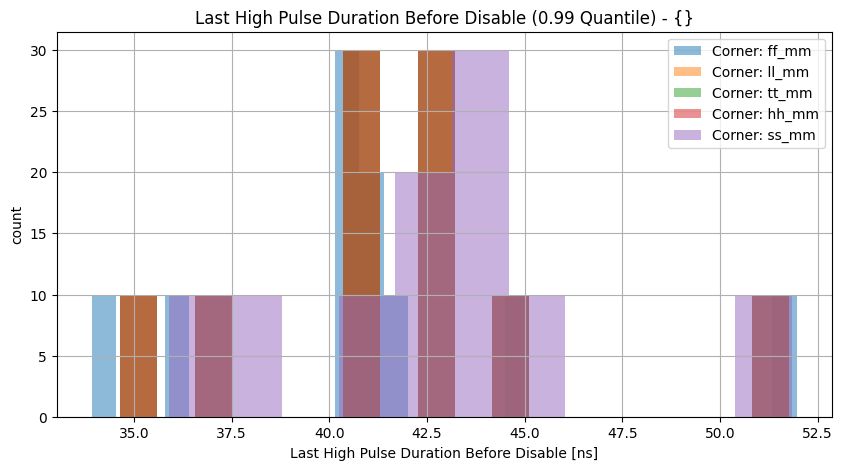 Last High Pulse Duration Before Disable (0.99 Quantile) - {}
30
25
20
15
10
5
0
count
35.0 37.5 40.0 42.5 45.0 47.5 50.0 52.5
Last High Pulse Duration Before Disable [ns]
Corner: ff_mm
Corner: ll_mm
Corner: tt_mm
Corner: hh_mm
Corner: ss_mm